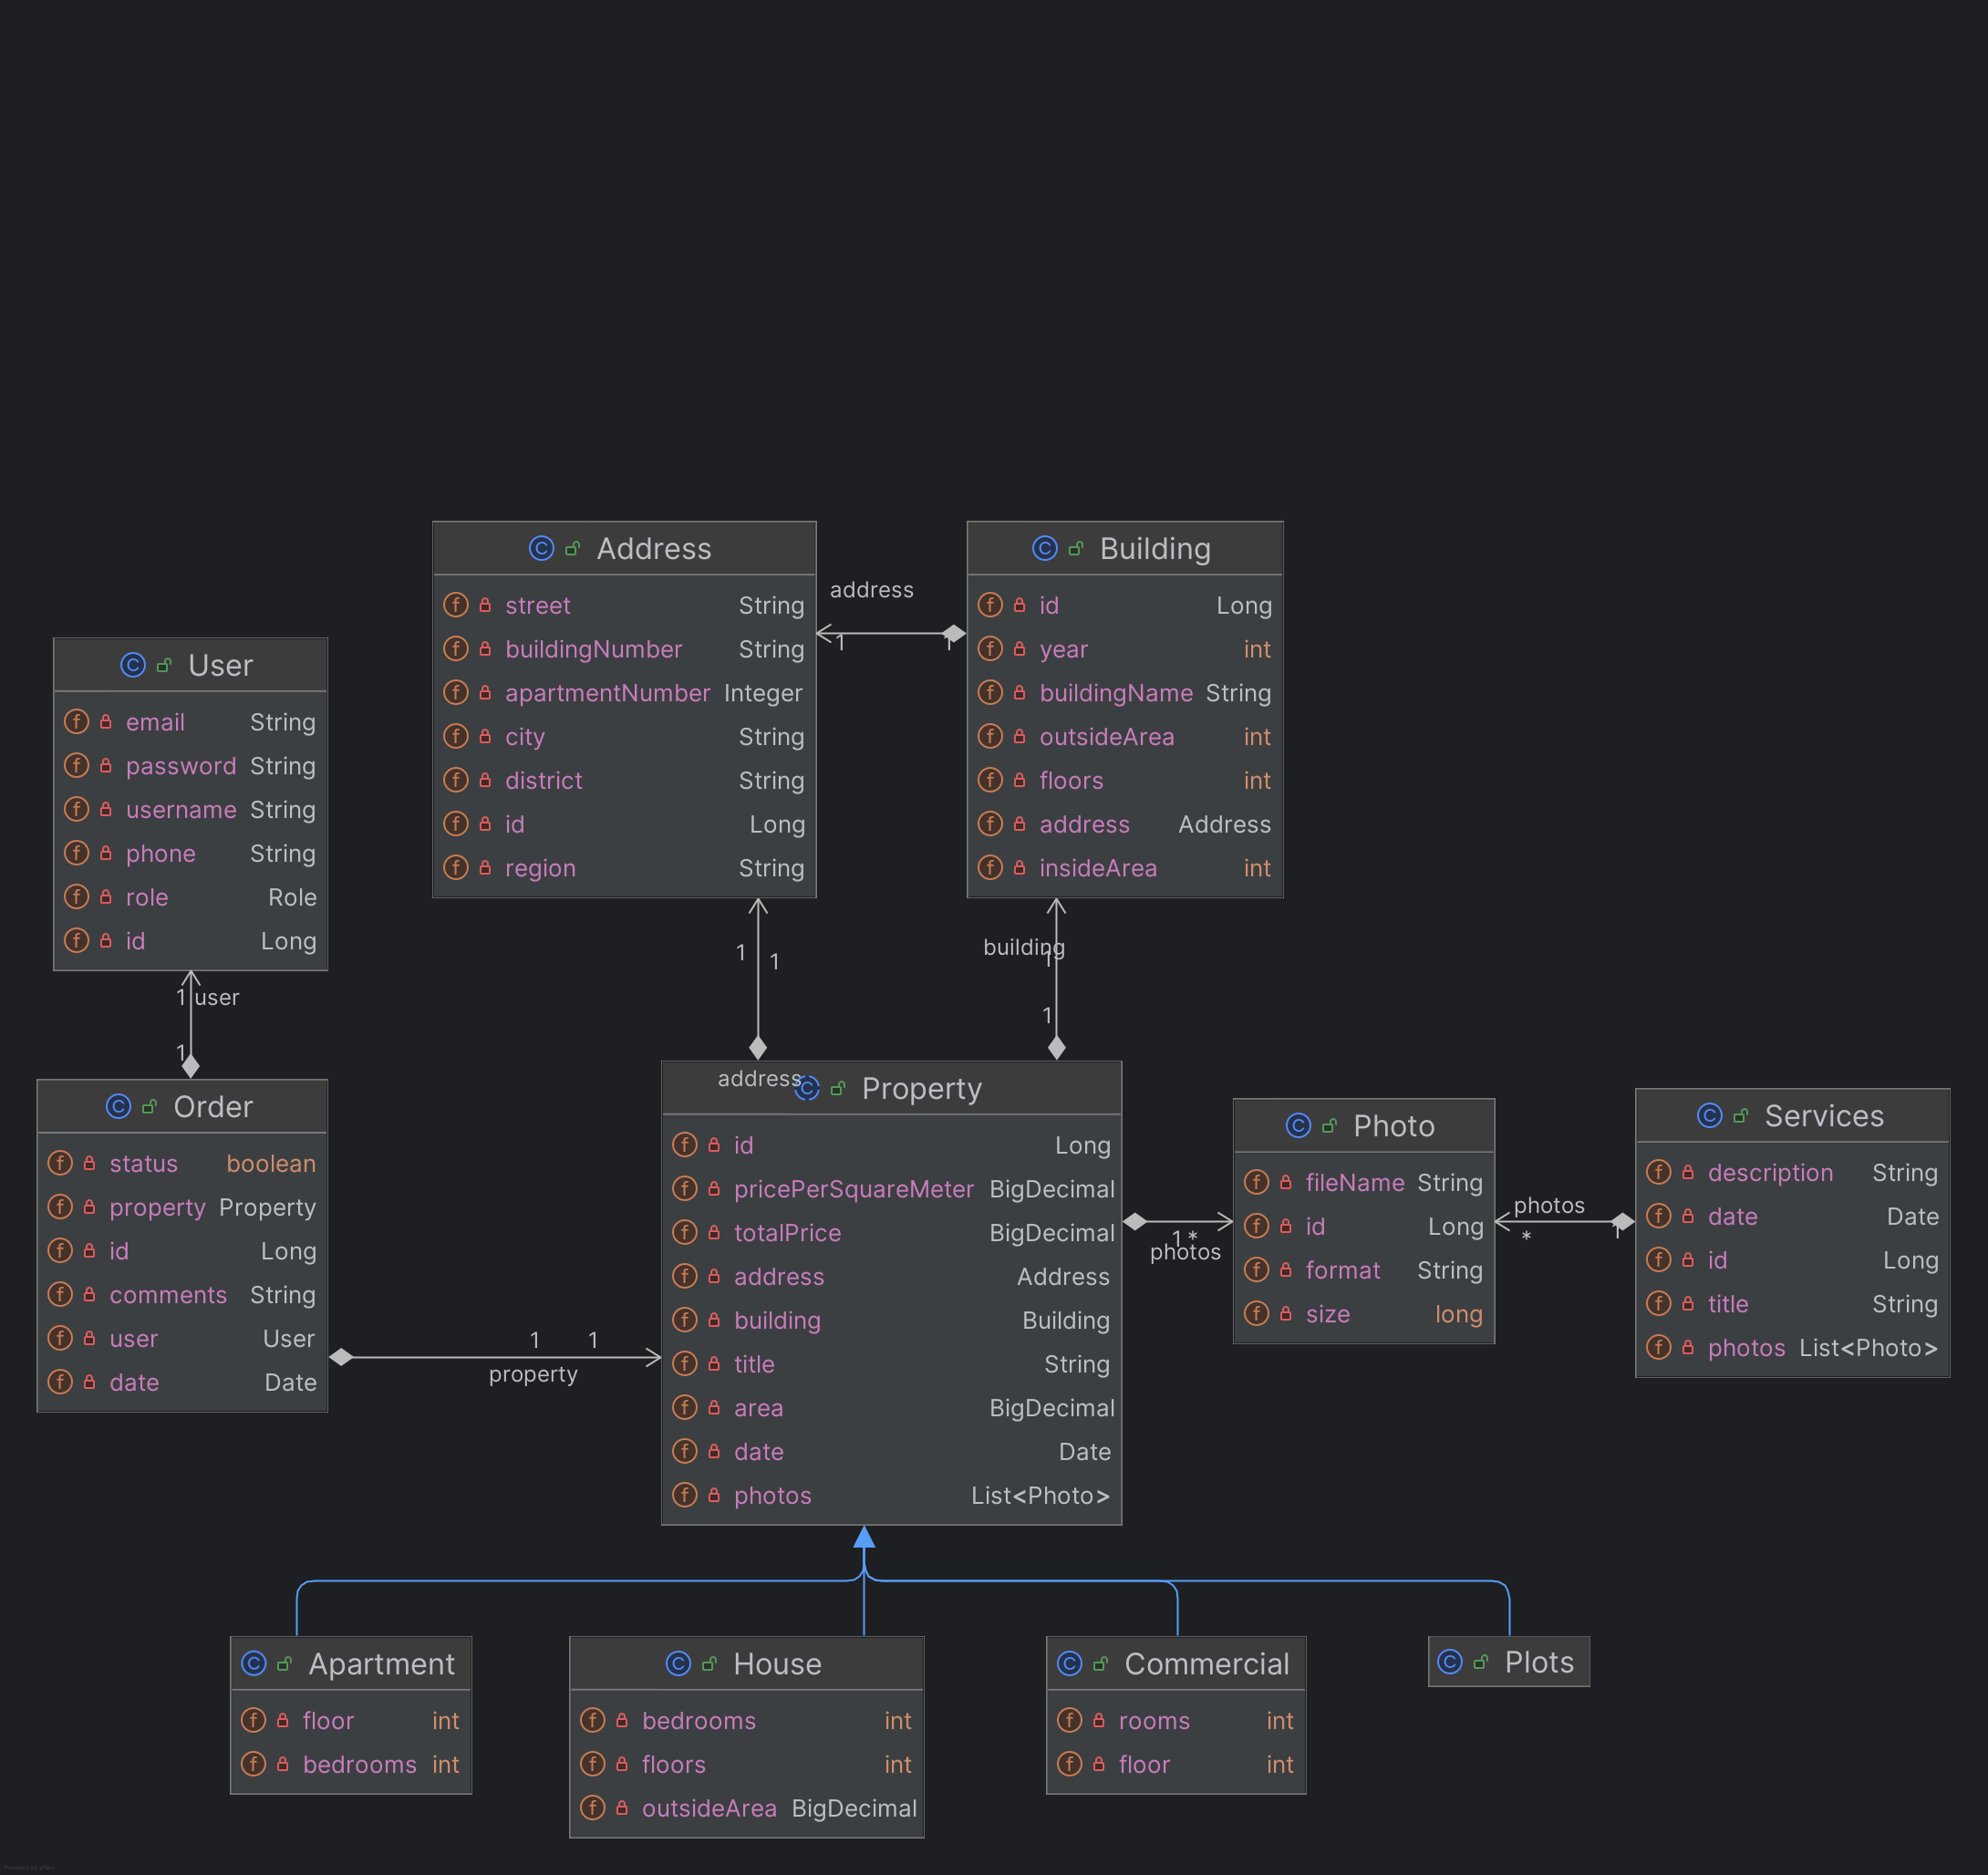 Address
street String
buildingNumber String
apartmentNumber Integer
city String
district String
id Long
region String
address
1
1
Building
id Long
year int
buildingName String
outsideArea int
floors int
address Address
insideArea int
User
email String
password String
username String
phone String
role Role
id Long
1 user
1
1
1
building
1
1
Order
status boolean
property Property
id Long
comments String
user User
date Date
1 1
property
address
Property
id Long
pricePerSquareMeter BigDecimal
totalPrice BigDecimal
address Address
building Building
title String
area BigDecimal
date Date
photos List<Photo>
1 *
photos
Photo
fileName String
id Long
format String
size long
photos
*
1
Services
description String
date Date
id Long
title String
photos List<Photo>
Apartment
floor int
bedrooms int
House
bedrooms int
floors int
outsideArea BigDecimal
Commercial
rooms int
floor int
Plots
Powered by yFiles